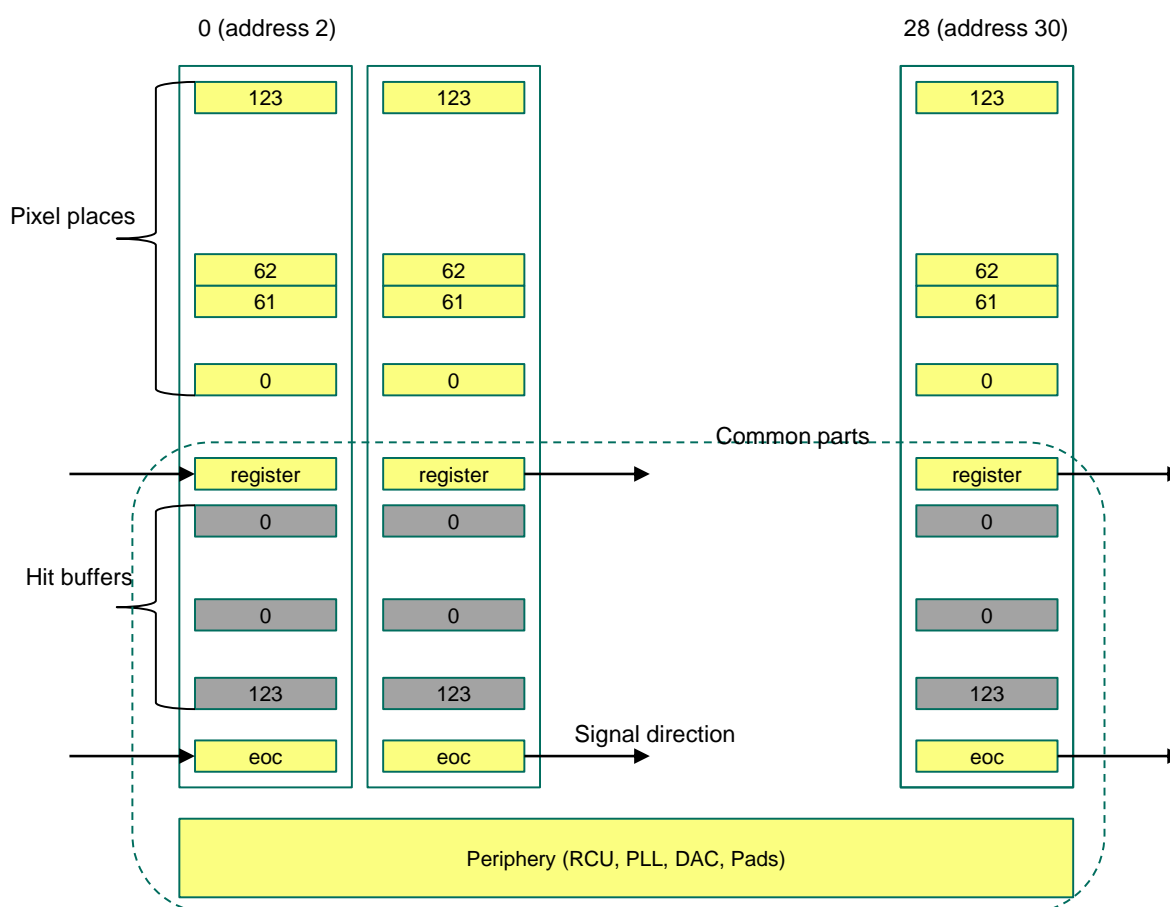 0 (address 2)
28 (address 30)
123
123
123
Pixel places
62
62
62
61
61
61
0
0
0
Common parts
register
register
register
0
0
0
Hit buffers
0
0
0
123
123
123
Signal direction
eoc
eoc
eoc
Periphery (RCU, PLL, DAC, Pads)